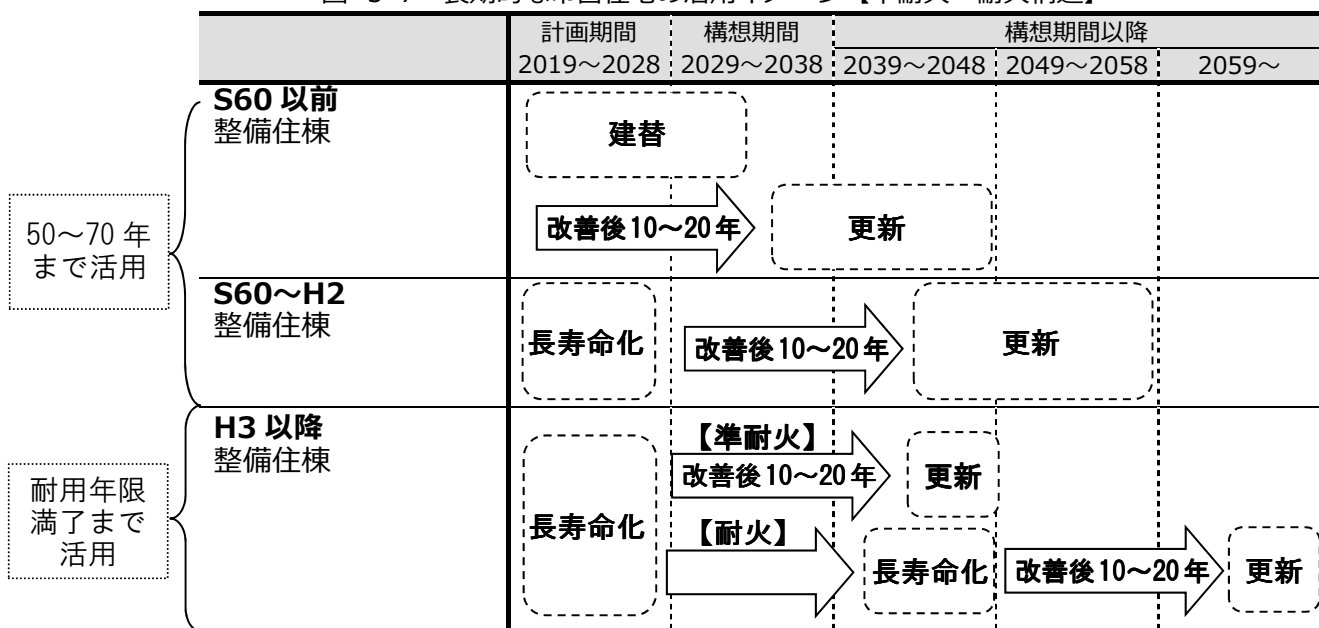 計画期間 構想期間 構想期間以降
2019～2028 2029～2038 2039～2048 2049～2058 2059～
S60 以前
整備住棟
建替
50～70 年
まで活用
改善後10～20年
更新
S60～H2
整備住棟
長寿命化
改善後10～20年
更新
H3 以降
整備住棟
耐用年限
満了まで
活用
長寿命化
【準耐火】
改善後10～20年
更新
【耐火】
長寿命化
改善後10～20年
更新